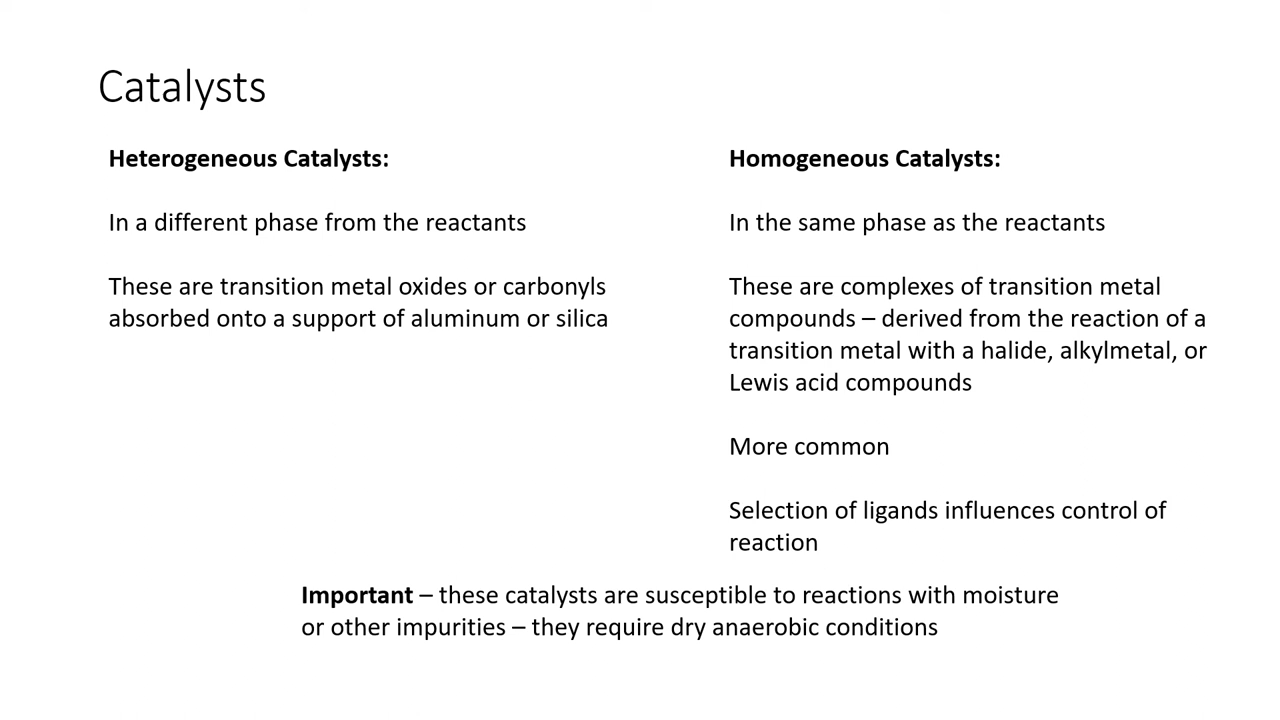 Catalysts
Heterogeneous Catalysts:
In a different phase from the reactants
These are transition metal oxides or carbonyls
absorbed onto a support of aluminum or silica
Homogeneous Catalysts:
In the same phase as the reactants
These are complexes of transition metal
compounds – derived from the reaction of a
transition metal with a halide, alkylmetal, or
Lewis acid compounds
More common
Selection of ligands influences control of
reaction
Important – these catalysts are susceptible to reactions with moisture
or other impurities – they require dry anaerobic conditions